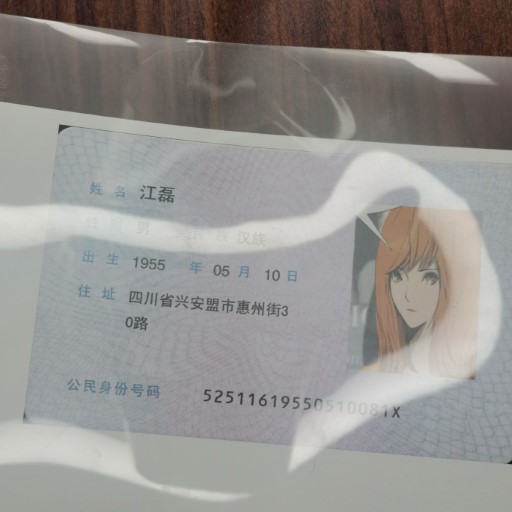 姓名 江磊
性别 男 民族 汉族
出生 1955 年 05 月 10 日
住址 四川省兴安盟市惠州街3
0路
公民身份号码 52511619550510081X